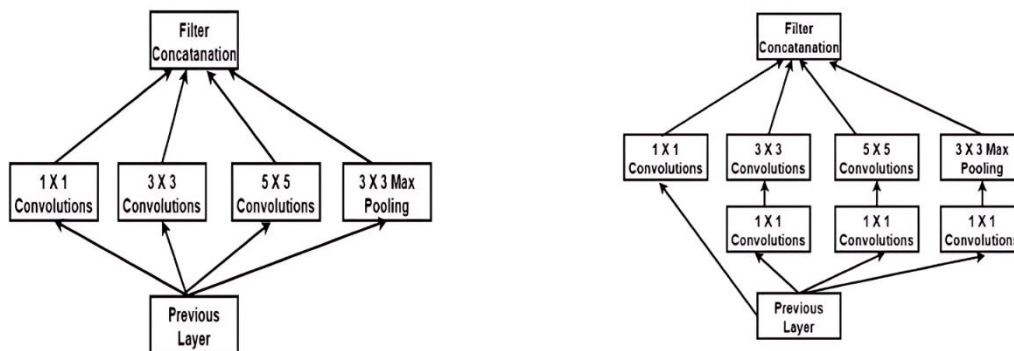 Filter
Concatanation
1 X 1
Convolutions
3 X 3
Convolutions
5 X 5
Convolutions
3 X 3 Max
Pooling
Previous
Layer
Filter
Concatanation
1 X 1
Convolutions
3 X 3
Convolutions
5 X 5
Convolutions
3 X 3 Max
Pooling
1 X 1
Convolutions
1 X 1
Convolutions
1 X 1
Convolutions
Previous
Layer